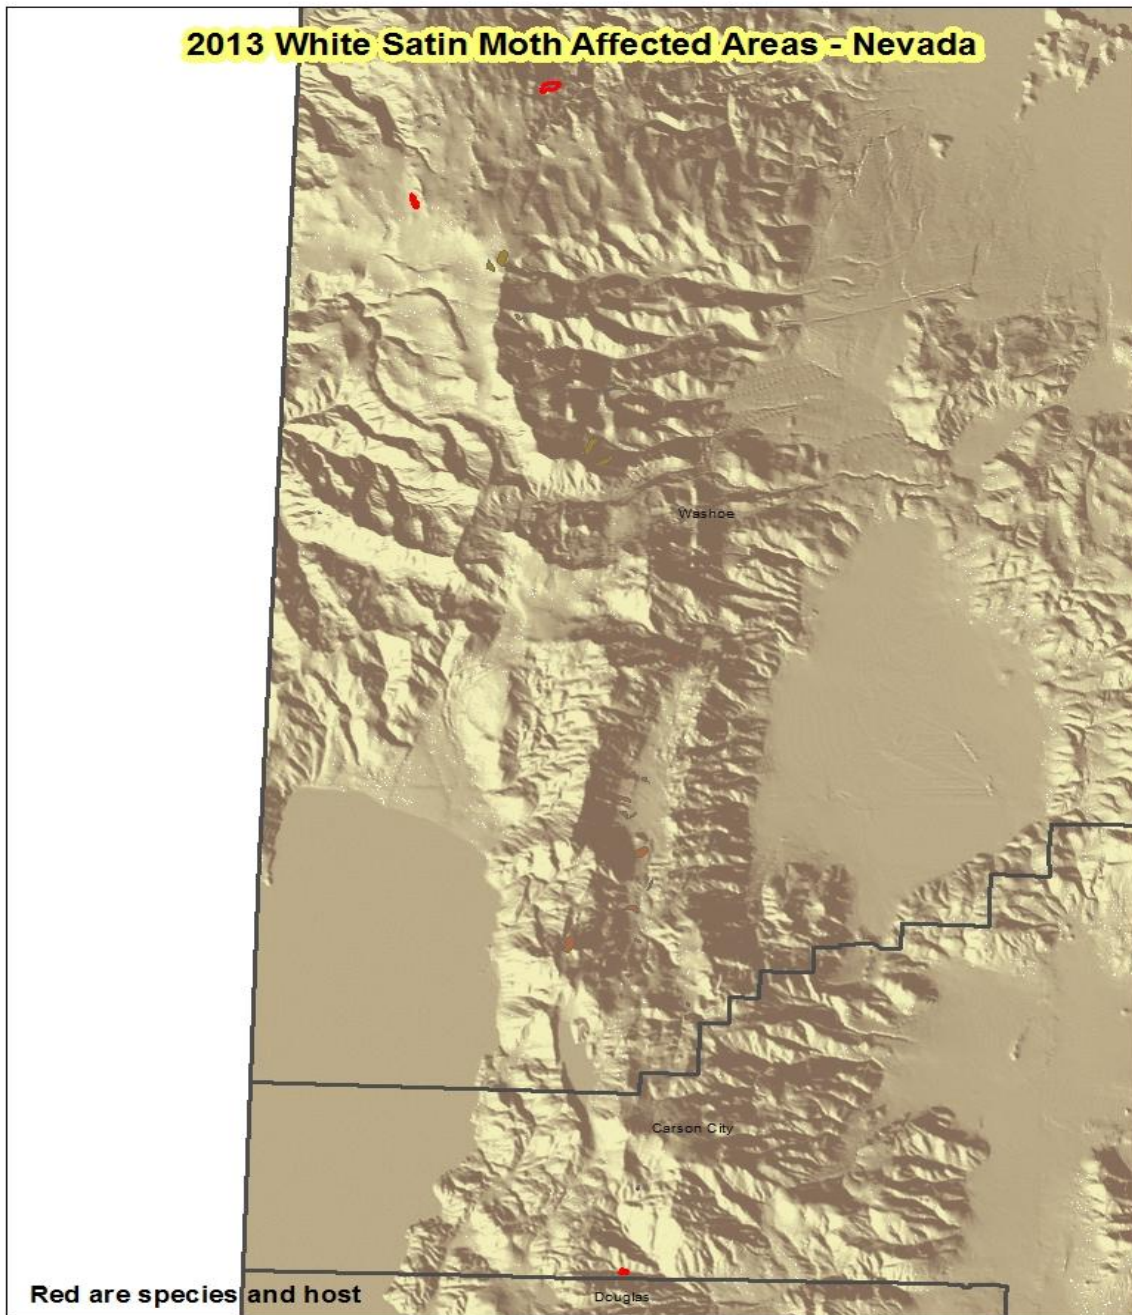 2013 White Satin Moth Affected Areas - Nevada
Washoe
Carson City
Red are species and host
Douglas